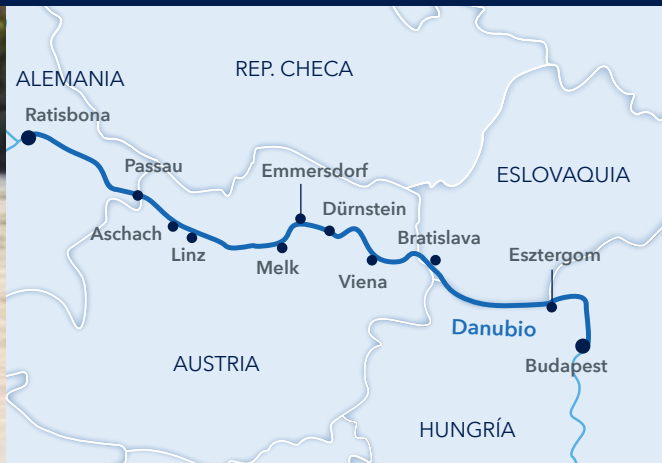 REP. CHECA
ALEMANIA
Ratisbona
Passau
Emmersdorf
ESLOVAQUIA
Dürnstein
Aschach
Bratislava
Linz
Esztergom
Melk
Viena
Danubio
AUSTRIA
Budapest
HUNGRÍA